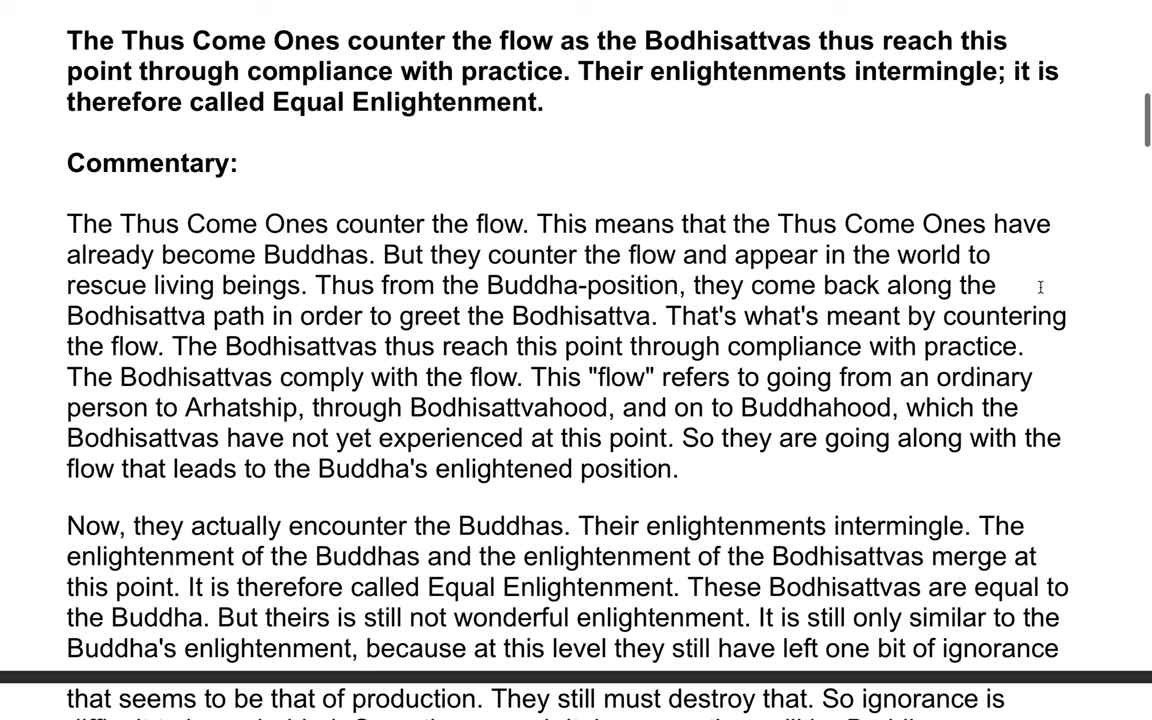 The Thus Come Ones counter the flow as the Bodhisattvas thus reach this
point through compliance with practice. Their enlightenments intermingle; it is
therefore called Equal Enlightenment.
Commentary:
The Thus Come Ones counter the flow. This means that the Thus Come Ones have
already become Buddhas. But they counter the flow and appear in the world to
rescue living beings. Thus from the Buddha-position, they come back along the
Bodhisattva path in order to greet the Bodhisattva. That's what's meant by countering
the flow. The Bodhisattvas thus reach this point through compliance with practice.
The Bodhisattvas comply with the flow. This "flow" refers to going from an ordinary
person to Arhatship, through Bodhisattvahood, and on to Buddhahood, which the
Bodhisattvas have not yet experienced at this point. So they are going along with the
flow that leads to the Buddha's enlightened position.
Now, they actually encounter the Buddhas. Their enlightenments intermingle. The
enlightenment of the Buddhas and the enlightenment of the Bodhisattvas merge at
this point. It is therefore called Equal Enlightenment. These Bodhisattvas are equal to
the Buddha. But theirs is still not wonderful enlightenment. It is still only similar to the
Buddha's enlightenment, because at this level they still have left one bit of ignorance
that seems to be that of production. They still must destroy that. So ignorance is